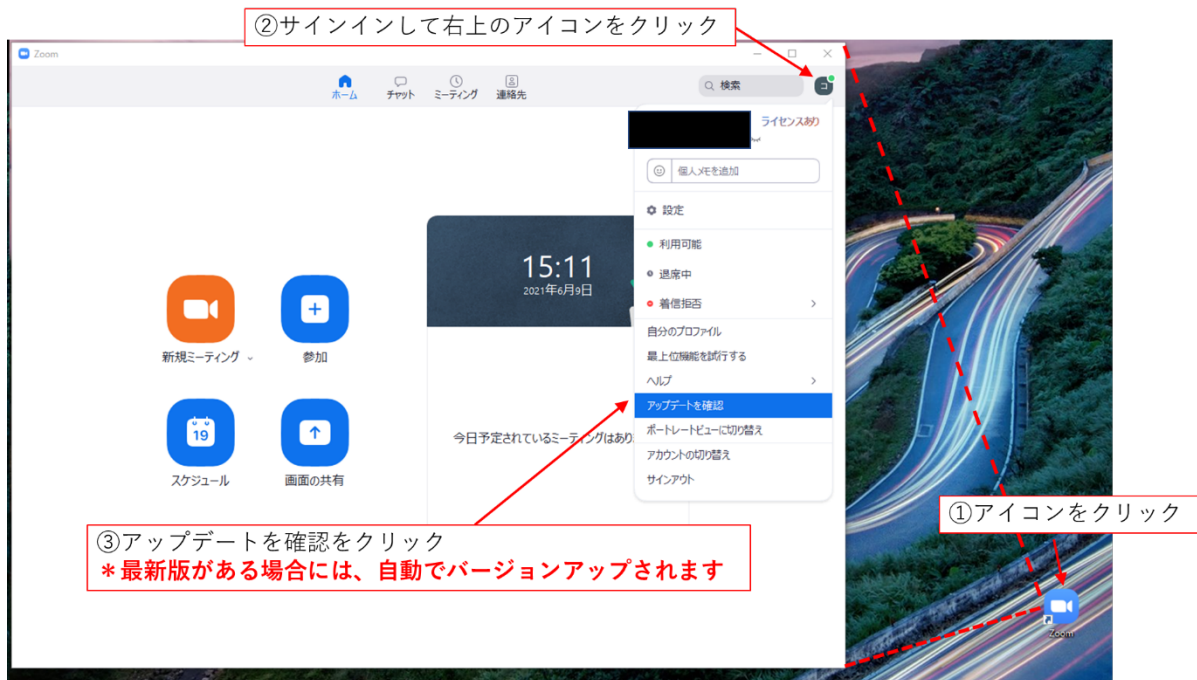 ②サインインして右上のアイコンをクリック
Zoom
ホーム
チャット
ミーティング
連絡先
検索
コ
ライセンスあり
個人メモを追加
設定
利用可能
退席中
着信拒否
自分のプロファイル
最上位機能を試行する
ヘルプ
アップデートを確認
ポートレートビューに切り替え
アカウントの切り替え
サインアウト
15:11
2021年6月9日
新規ミーティング
参加
19
スケジュール
画面の共有
今日予定されているミーティングはあり
①アイコンをクリック
③アップデートを確認をクリック
＊最新版がある場合には、自動でバージョンアップされます
Zoom